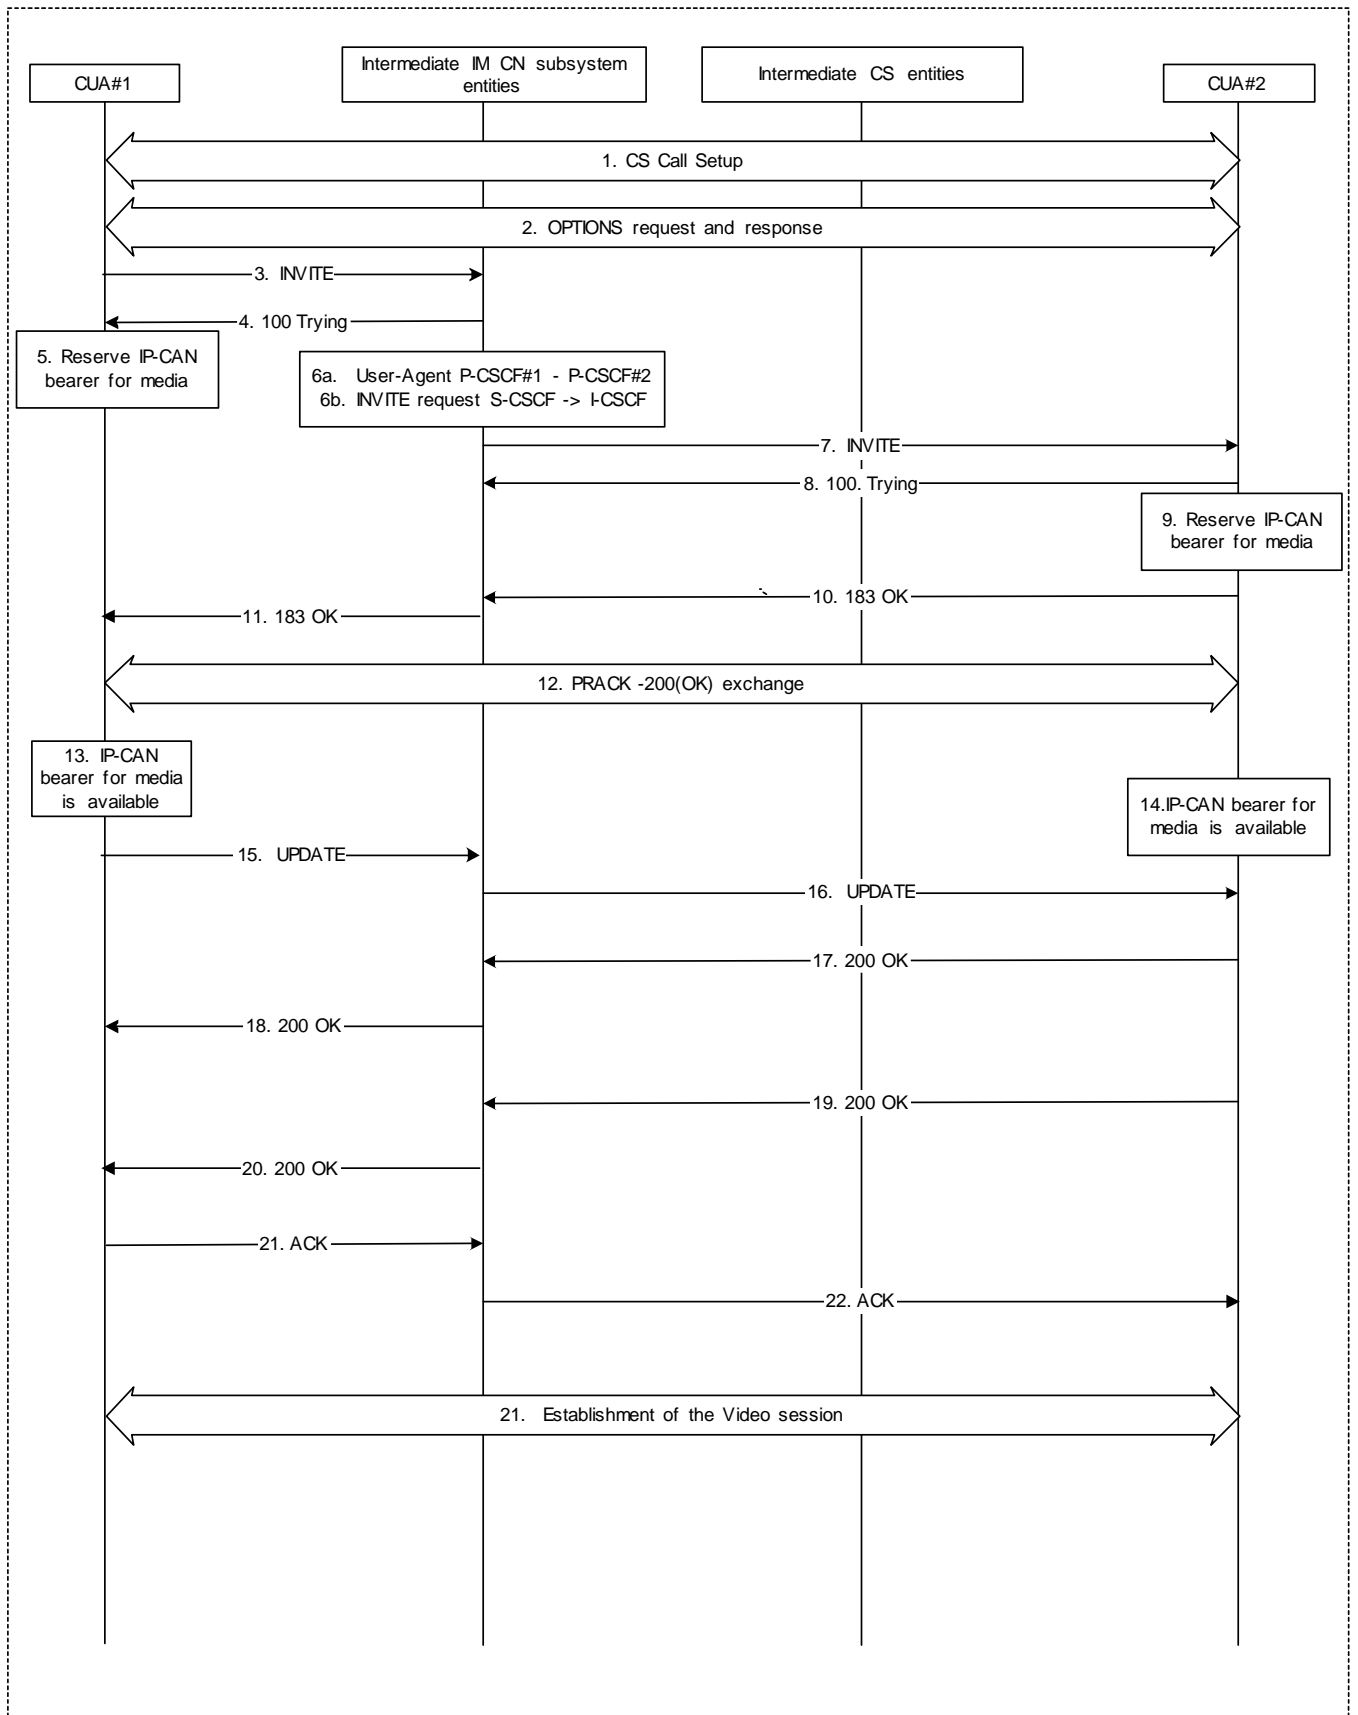 CUA#1
Intermediate IM CN subsystem
entities
Intermediate CS entities
CUA#2
1. CS Call Setup
2. OPTIONS request and response
3. INVITE
4. 100 Trying
5. Reserve IP-CAN
bearer for media
6a. User-Agent P-CSCF#1 - P-CSCF#2
6b. INVITE request S-CSCF -> I-CSCF
7. INVITE
8. 100. Trying
9. Reserve IP-CAN
bearer for media
10. 183 OK
11. 183 OK
12. PRACK -200(OK) exchange
13. IP-CAN
bearer for media
is available
14.IP-CAN bearer for
media is available
15. UPDATE
16. UPDATE
17. 200 OK
18. 200 OK
19. 200 OK
20. 200 OK
21. ACK
22. ACK
21. Establishment of the Video session